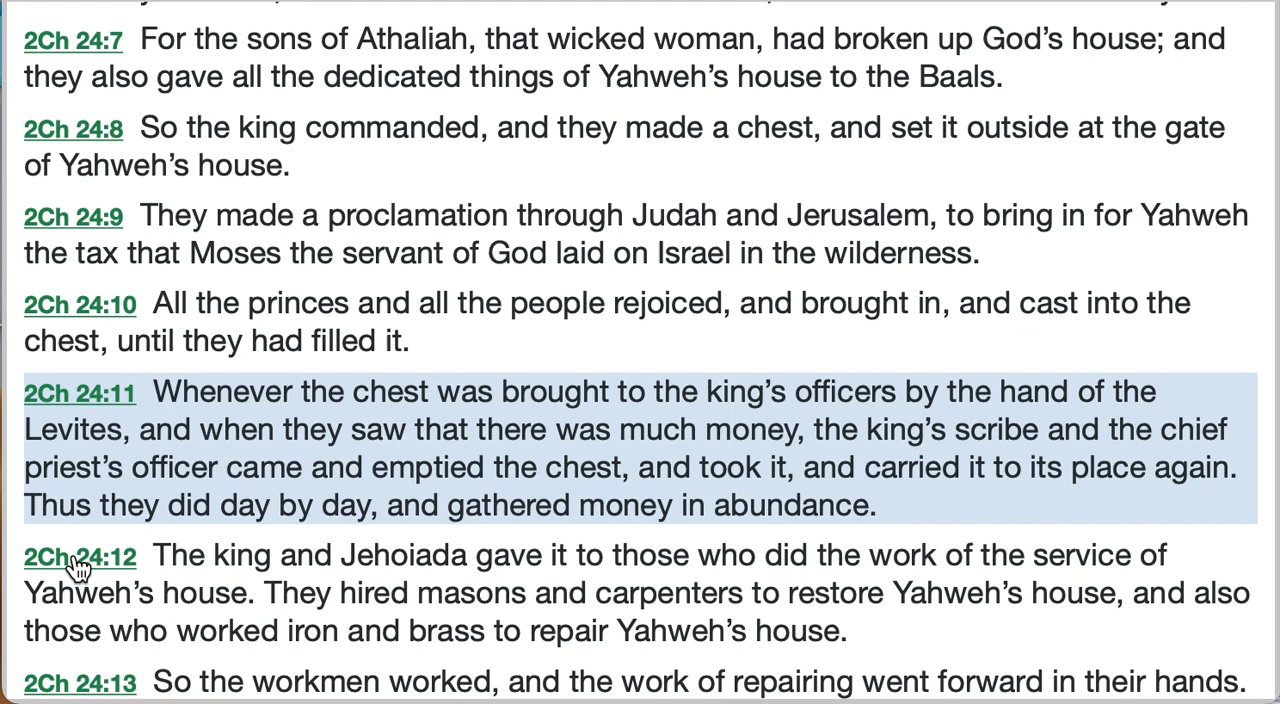 2Ch 24:7 For the sons of Athaliah, that wicked woman, had broken up God’s house; and
they also gave all the dedicated things of Yahweh’s house to the Baals.
2Ch 24:8 So the king commanded, and they made a chest, and set it outside at the gate
of Yahweh’s house.
2Ch 24:9 They made a proclamation through Judah and Jerusalem, to bring in for Yahweh
the tax that Moses the servant of God laid on Israel in the wilderness.
2Ch 24:10 All the princes and all the people rejoiced, and brought in, and cast into the
chest, until they had filled it.
2Ch 24:11 Whenever the chest was brought to the king’s officers by the hand of the
Levites, and when they saw that there was much money, the king’s scribe and the chief
priest’s officer came and emptied the chest, and took it, and carried it to its place again.
Thus they did day by day, and gathered money in abundance.
2Ch 24:12 The king and Jehoiada gave it to those who did the work of the service of
Yahweh’s house. They hired masons and carpenters to restore Yahweh’s house, and also
those who worked iron and brass to repair Yahweh’s house.
2Ch 24:13 So the workmen worked, and the work of repairing went forward in their hands.